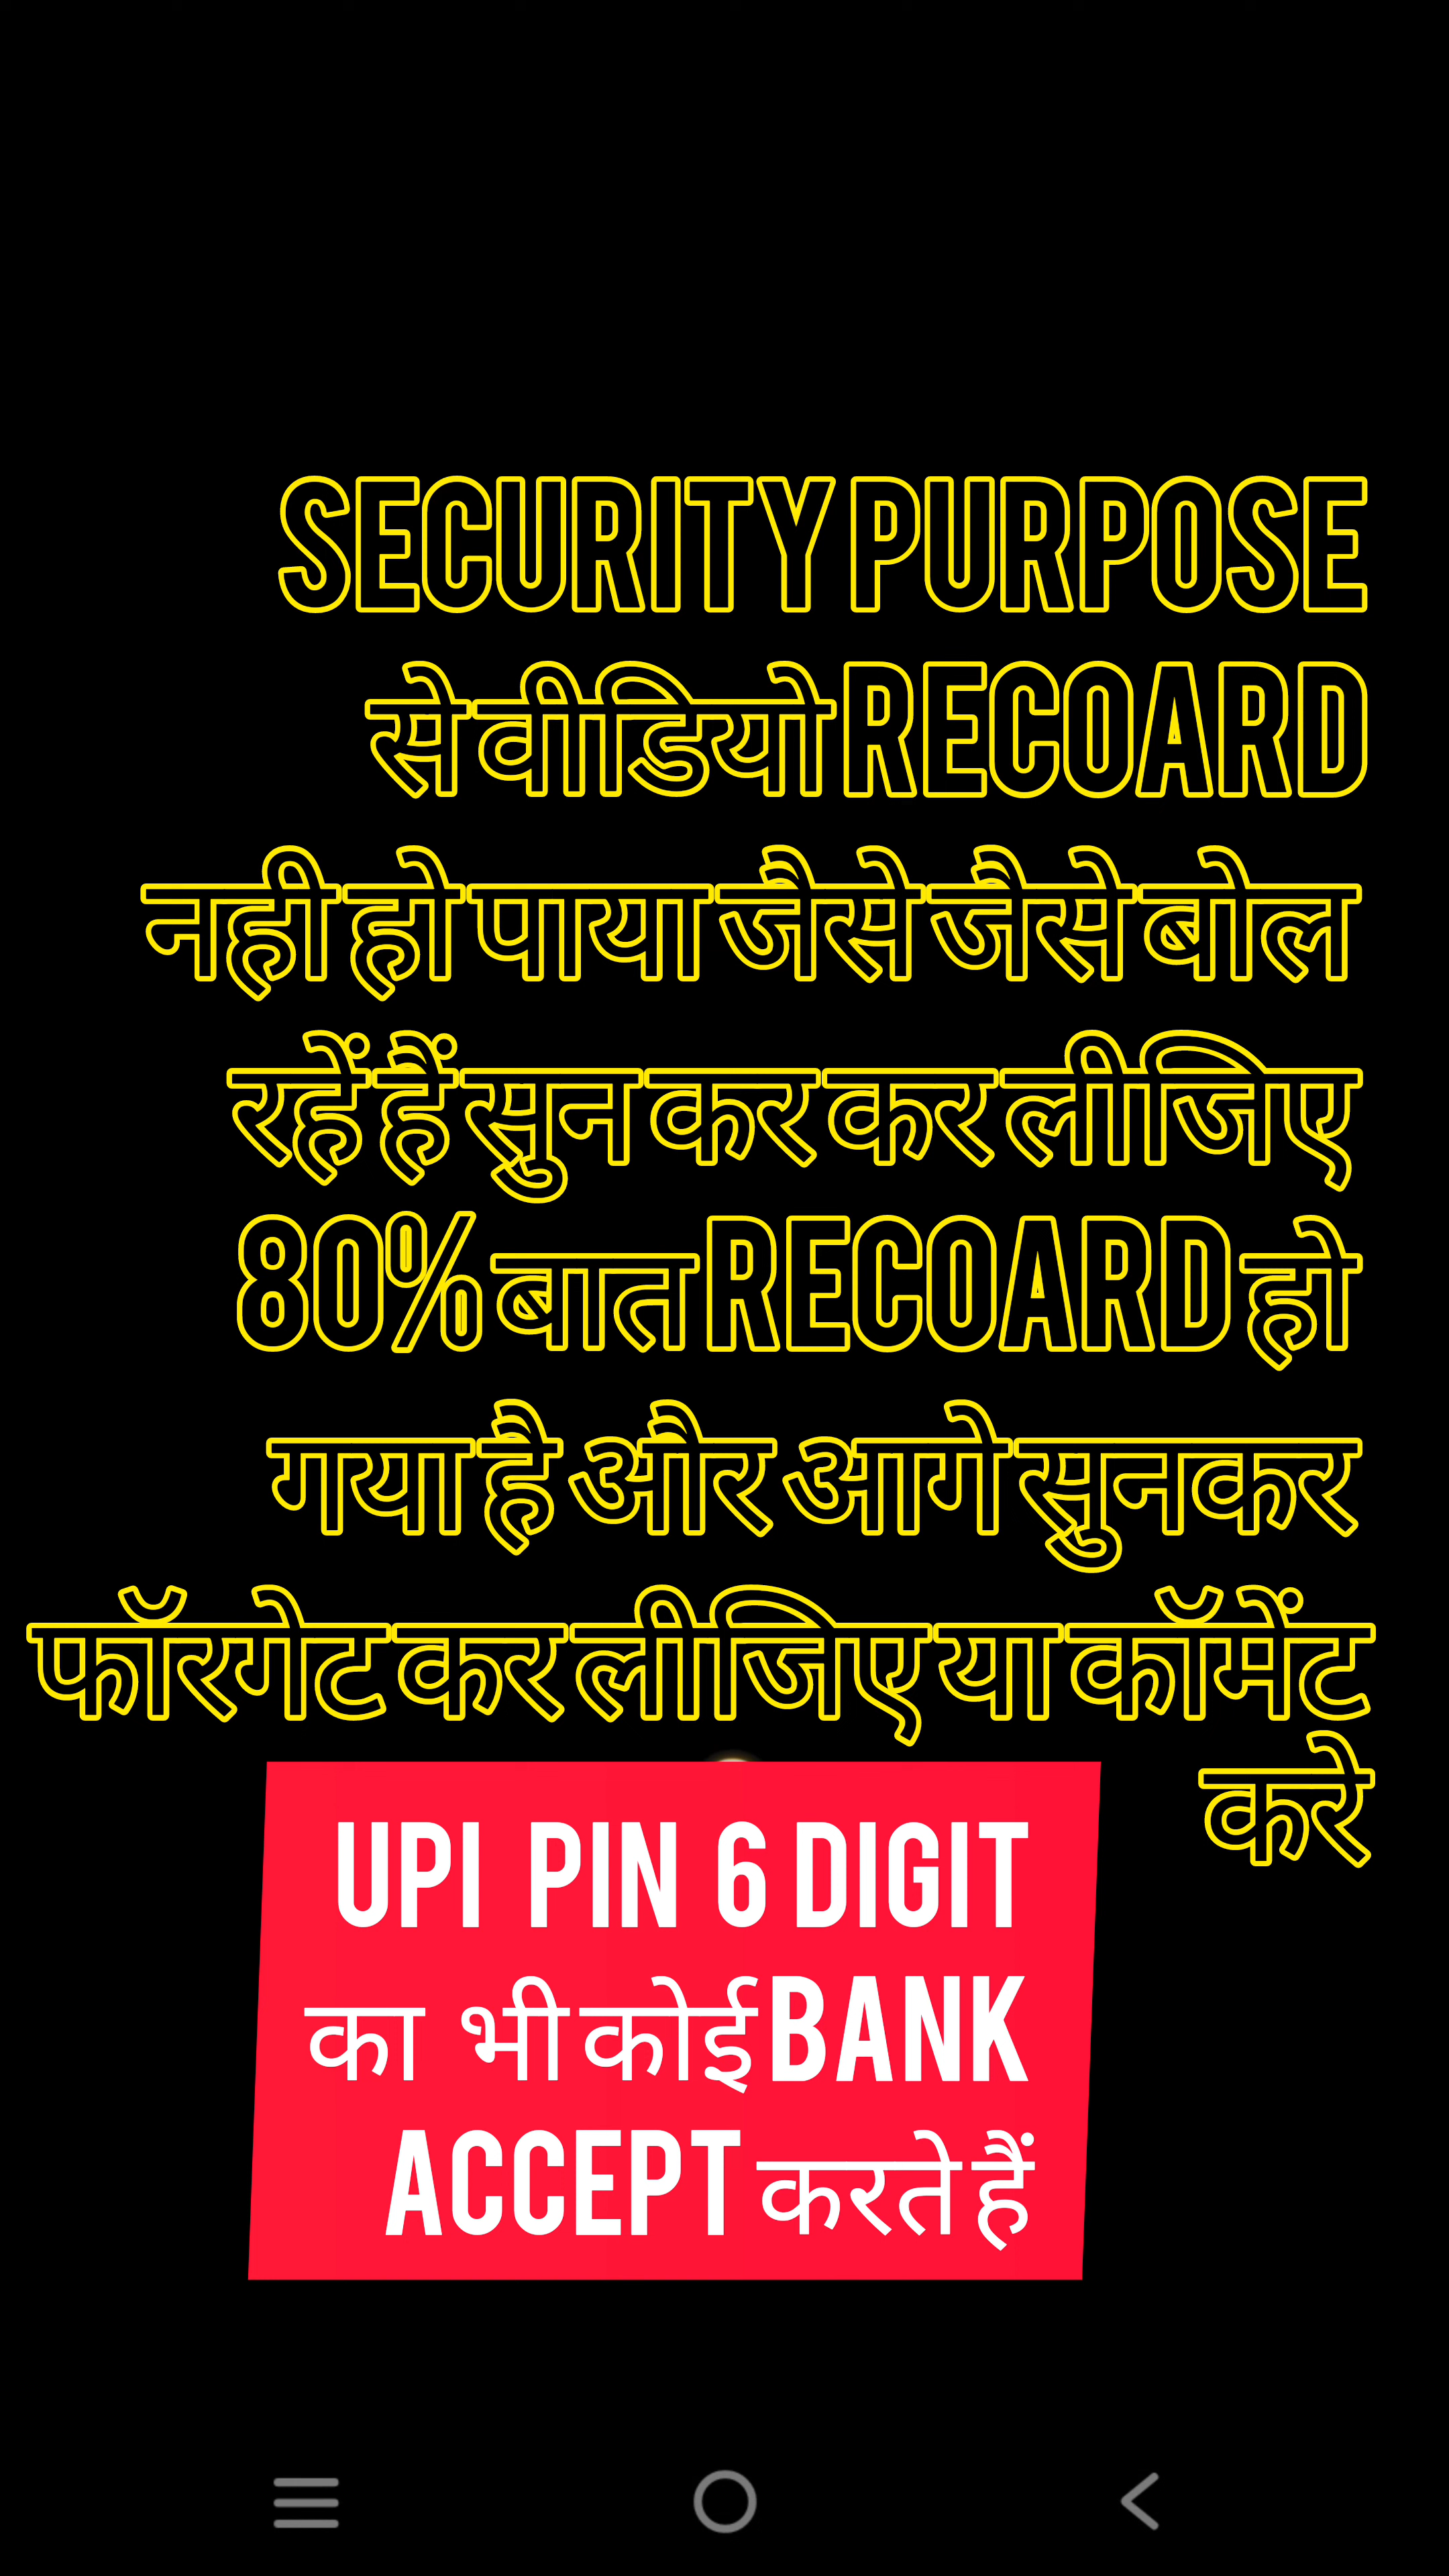 SECURITY PURPOSE
से वीडियो RECOARD
नही हो पाया जैसे जैसे बोल
रहें हैं सुन कर कर लीजिए
80% बात RECOARD हो
गया है और आगे सुनकर
फॉरगेट कर लीजिए या कॉमेंट
करे
UPI PIN 6 DIGIT
का भी कोई BANK
ACCEPT करते हैं